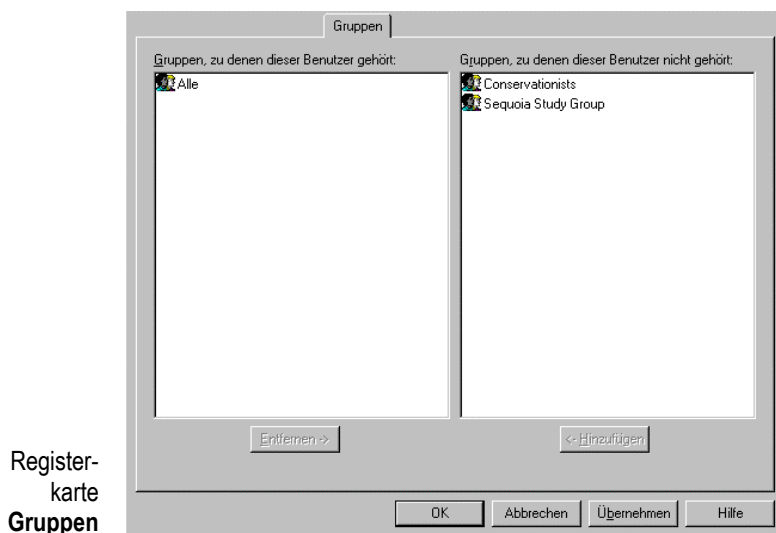 Gruppen
Gruppen, zu denen dieser Benutzer gehört:
Alle
Gruppen, zu denen dieser Benutzer nicht gehört:
Conservationists
Sequoia Study Group
Entfernen ->
<- Hinzufügen
OK
Abbrechen
Übernehmen
Hilfe
Register-
karte
Gruppen